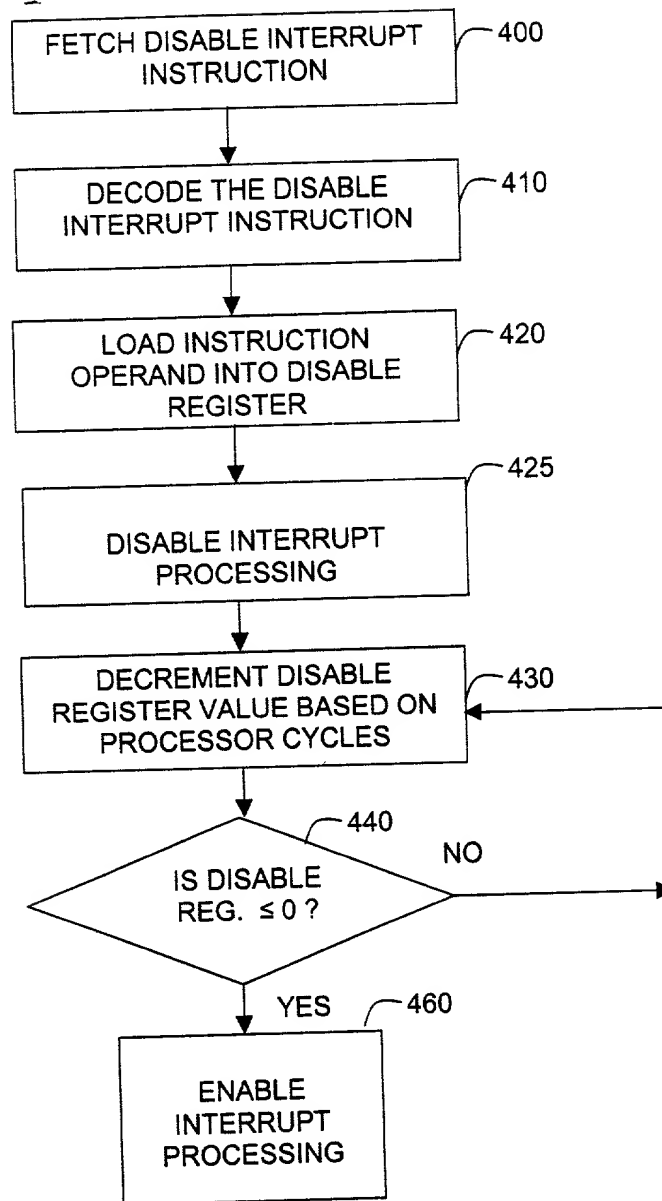 FETCH DISABLE INTERRUPT
INSTRUCTION
400
DECODE THE DISABLE
INTERRUPT INSTRUCTION
410
LOAD INSTRUCTION
OPERAND INTO DISABLE
REGISTER
420
425
DISABLE INTERRUPT
PROCESSING
DECREMENT DISABLE
REGISTER VALUE BASED ON
PROCESSOR CYCLES
430
440
IS DISABLE
REG. ≤ 0 ?
NO
YES
460
ENABLE
INTERRUPT
PROCESSING